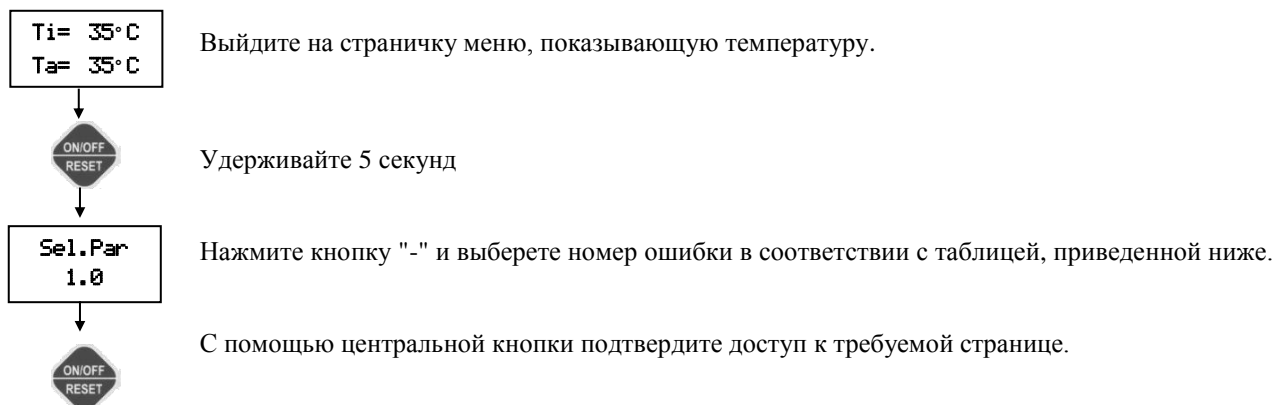 Ti= 35°C
Ta= 35°C
Выйдите на страничку меню, показывающую температуру.
ON/OFF
RESET
Удерживайте 5 секунд
Sel.Par
1.0
Нажмите кнопку "-" и выберете номер ошибки в соответствии с таблицей, приведенной ниже.
С помощью центральной кнопки подтвердите доступ к требуемой странице.
ON/OFF
RESET